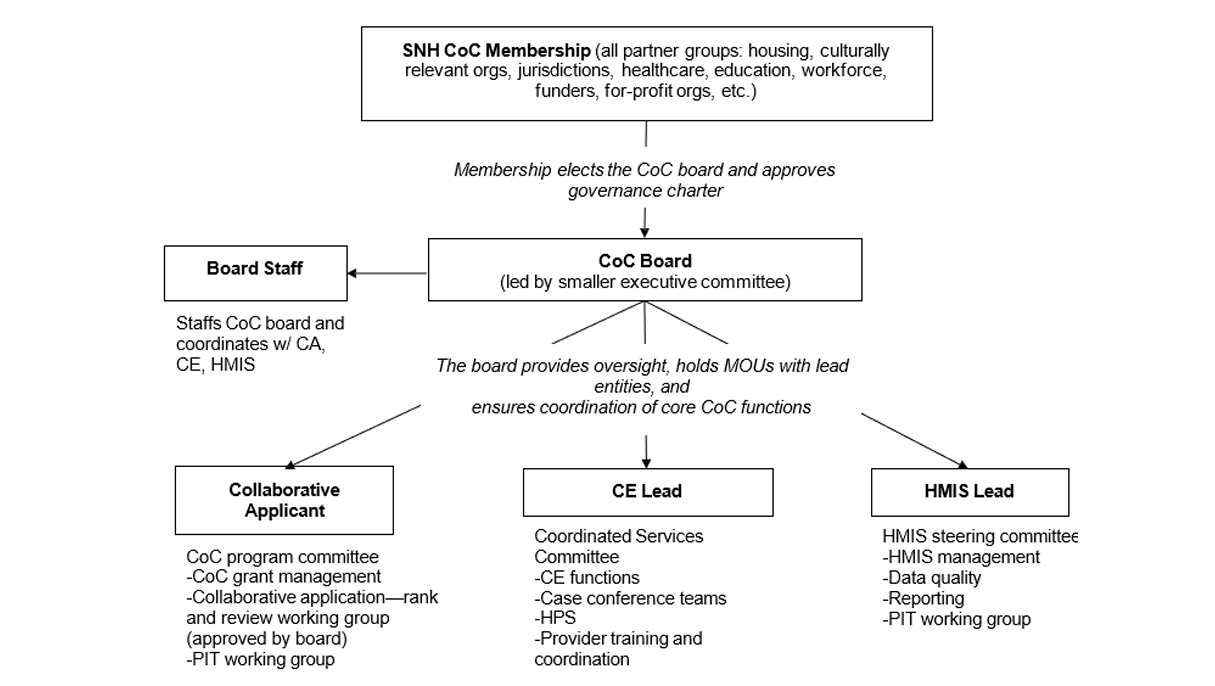 SNH CoC Membership (all partner groups: housing, culturally
relevant orgs, jurisdictions, healthcare, education, workforce,
funders, for-profit orgs, etc.)
Membership elects the CoC board and approves
governance charter
Board Staff
CoC Board
(led by smaller executive committee)
Staffs CoC board and
coordinates w/ CA,
CE, HMIS
The board provides oversight, holds MOUs with lead
entities, and
ensures coordination of core CoC functions
Collaborative
Applicant
CoC program committee
-CoC grant management
-Collaborative application—rank
and review working group
(approved by board)
-PIT working group
CE Lead
Coordinated Services
Committee
-CE functions
-Case conference teams
-HPS
-Provider training and
coordination
HMIS Lead
HMIS steering committee
-HMIS management
-Data quality
-Reporting
-PIT working group